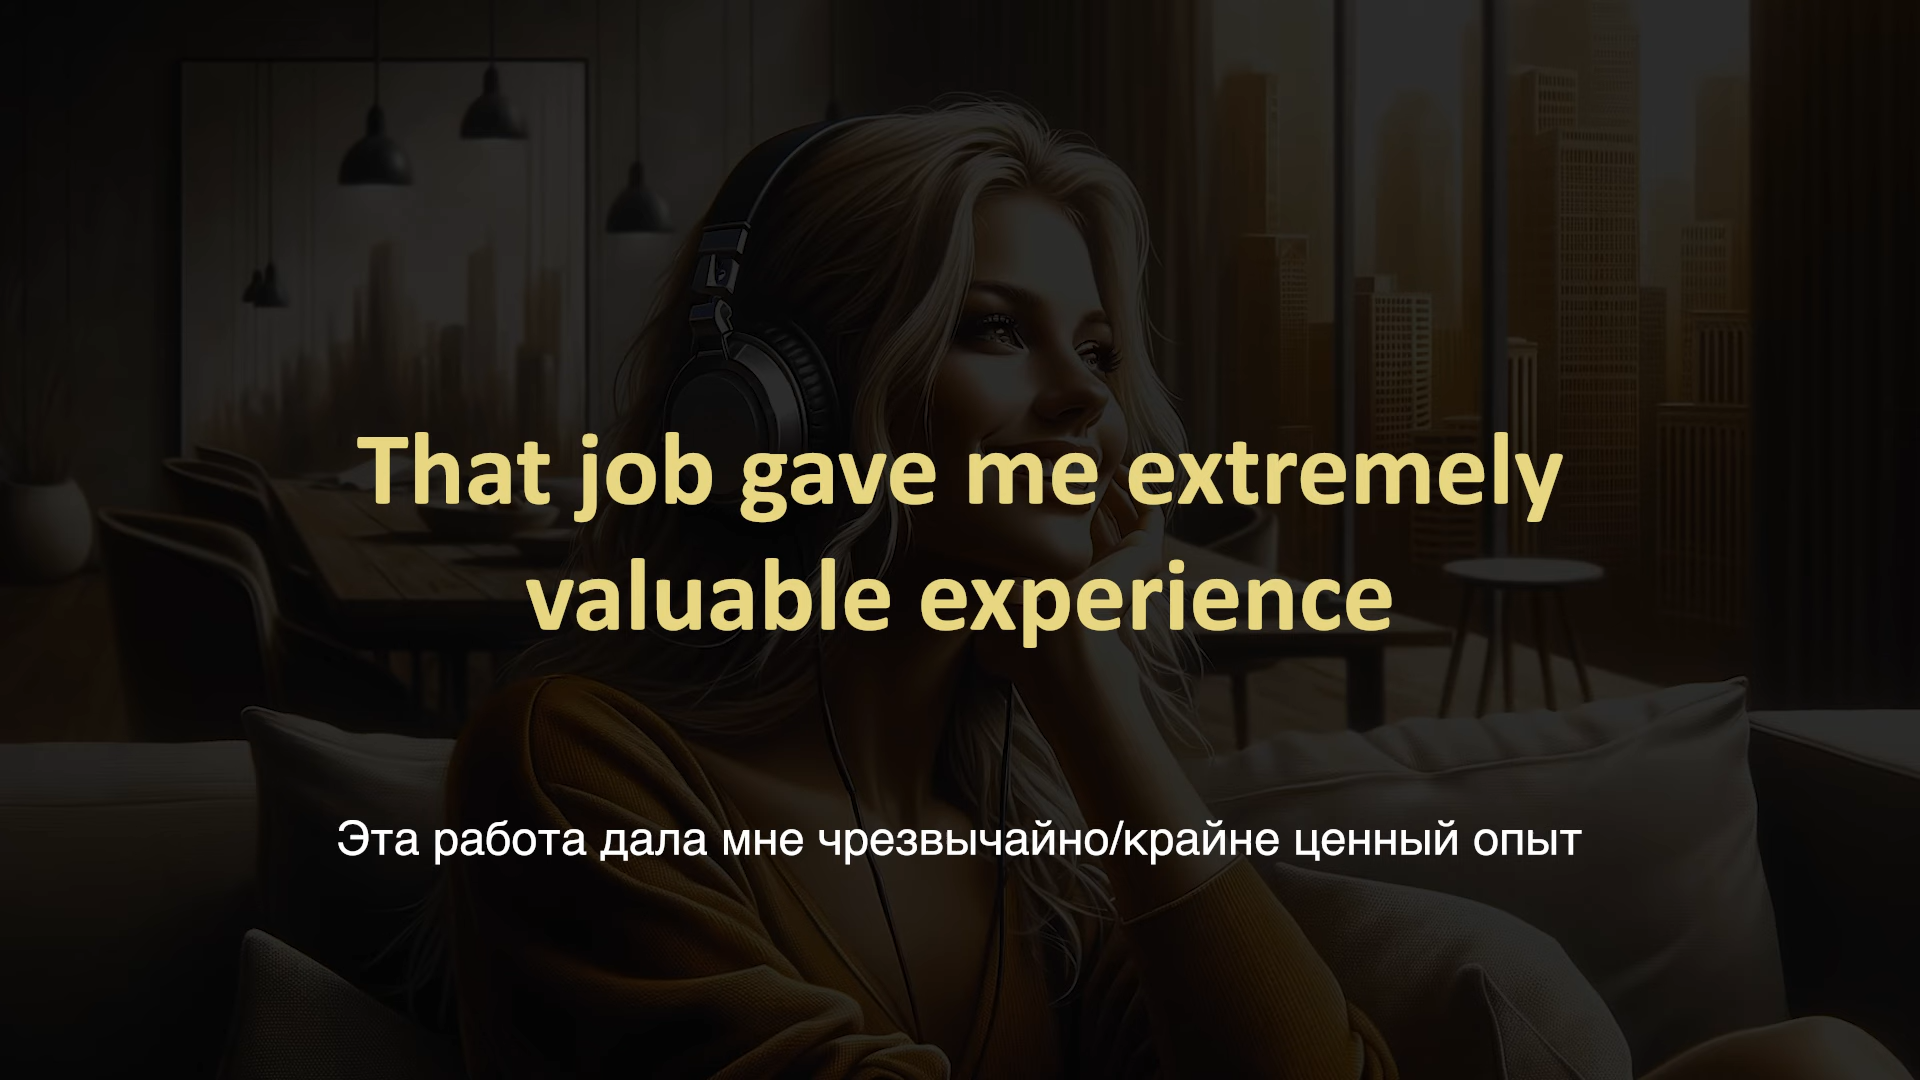 That job gave me extremely
valuable experience
Эта работа дала мне чрезвычайно/крайне ценный опыт